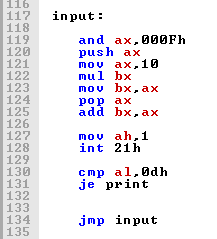 116
117 input:
118
119 and ax,000Fh
120 push ax
121 mov ax,10
122 mul bx
123 mov bx,ax
124 pop ax
125 add bx,ax
126
127 mov ah,1
128 int 21h
129
130 cmp al,0dh
131 je print
132
133
134 jmp input
135